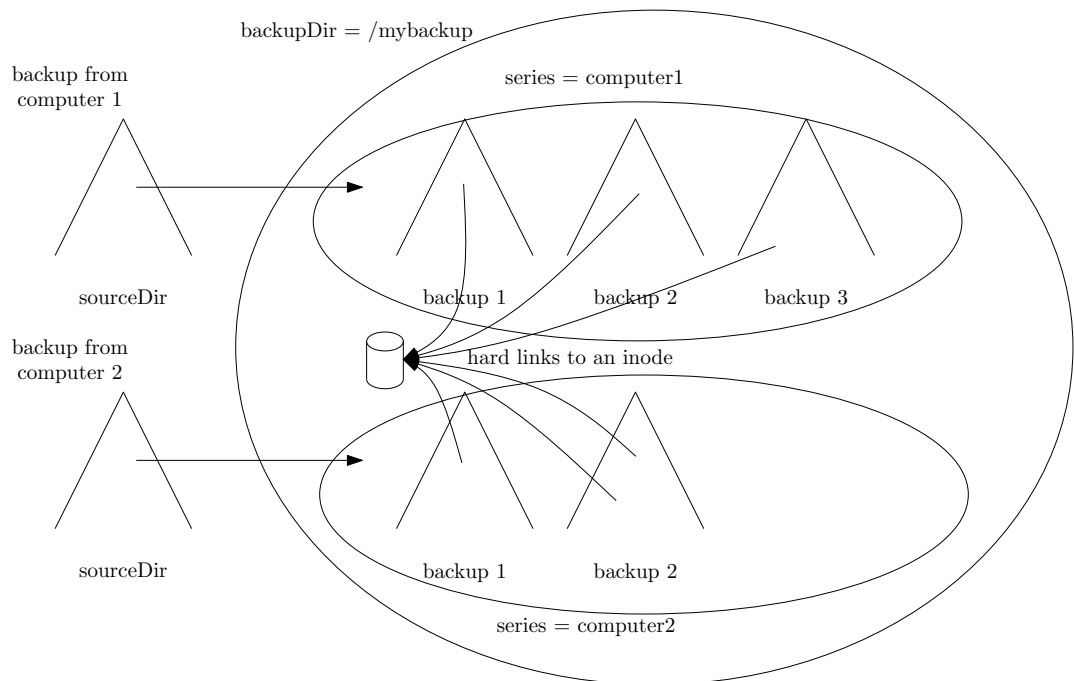 backupDir = /mybackup
series = computer1
backup from
computer 1
sourceDir
backup 1
backup 2
backup 3
hard links to an inode
backup from
computer 2
sourceDir
backup 1
backup 2
series = computer2